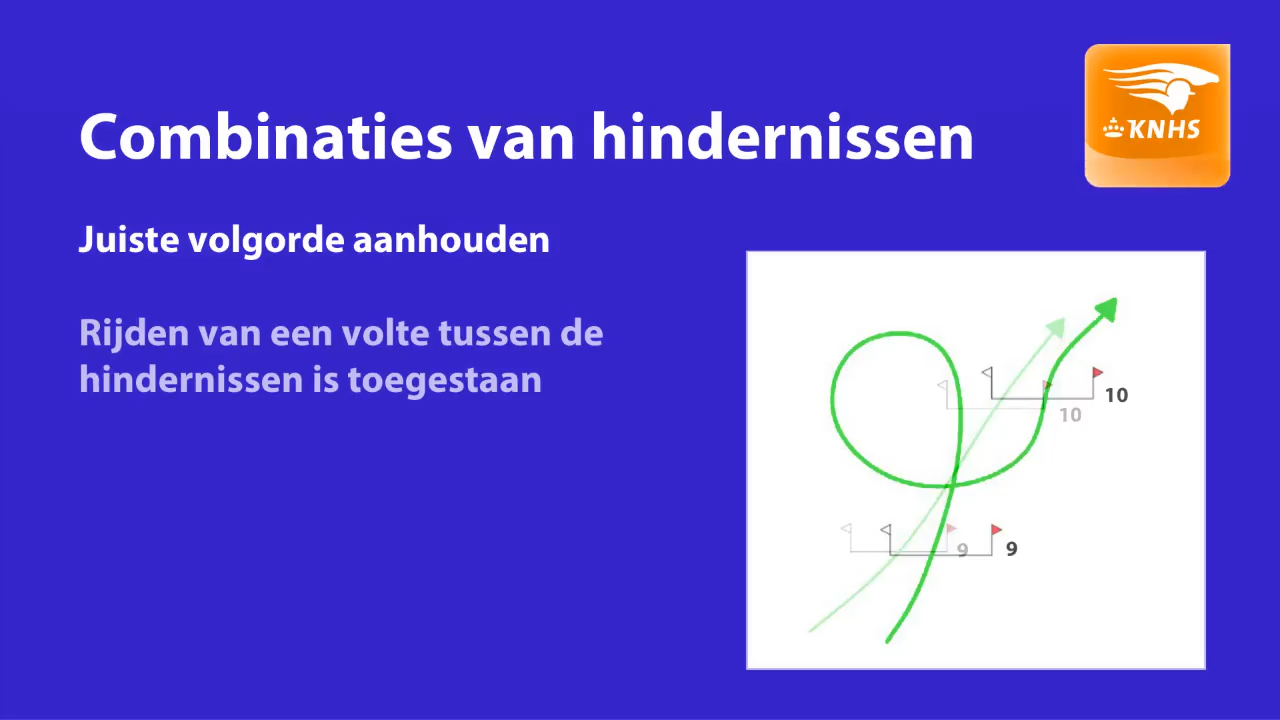 Combinaties van hindernissen
KNHS
Juiste volgorde aanhouden
Rijden van een volte tussen de
hindernissen is toegestaan
10
10
9
9